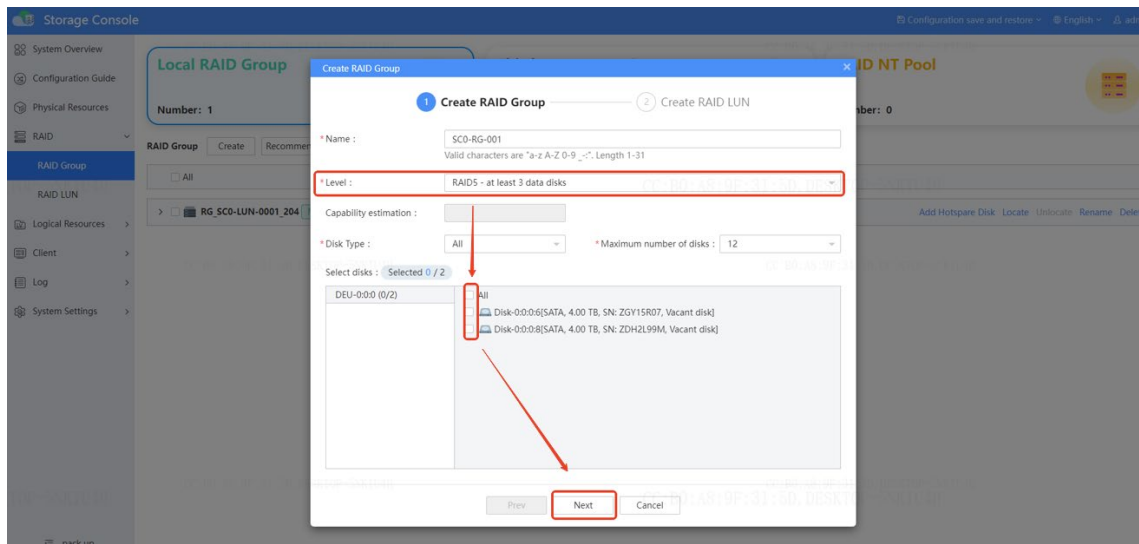 Storage Console
Configuration save and restore
English
System Overview
Configuration Guide
Physical Resources
RAID
RAID Group
RAID LUN
Logical Resources
Client
Log
System Settings
pack up
Local RAID Group
Number: 1
RAID Group Create Recommen
All
RG_SC0-LUN-0001_204
ID NT Pool
nber: 0
Add Hotspare Disk Locate Unlocate Rename Dele
Create RAID Group
1 Create RAID Group
2 Create RAID LUN
* Name :
SC0-RG-001
Valid characters are "a-z A-Z 0-9 _-:". Length 1-31
* Level :
RAID5 - at least 3 data disks
Capability estimation :
* Disk Type :
All
* Maximum number of disks :
12
Select disks : Selected 0 / 2
DEU-0:0:0 (0/2)
All
Disk-0:0:0:6[SATA, 4.00 TB, SN: ZGY15R07, Vacant disk]
Disk-0:0:0:8[SATA, 4.00 TB, SN: ZDH2L99M, Vacant disk]
Prev Next Cancel